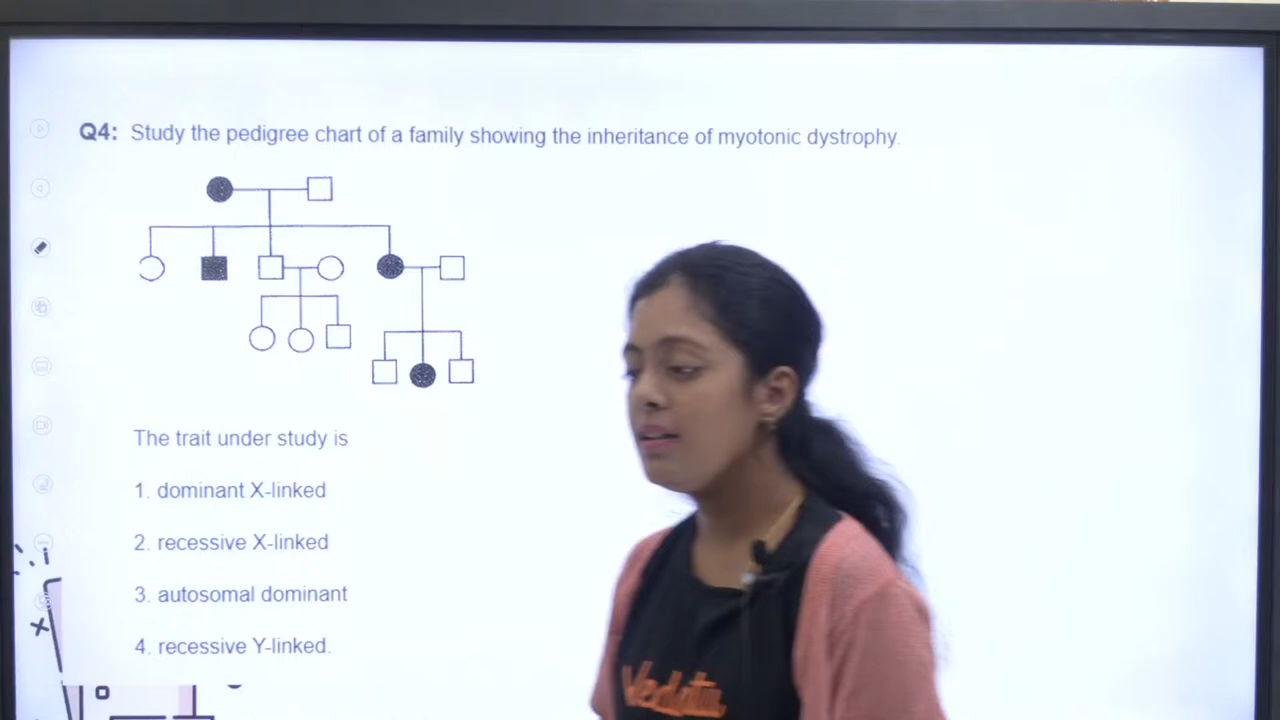 Q4: Study the pedigree chart of a family showing the inheritance of myotonic dystrophy.
The trait under study is
1. dominant X-linked
2. recessive X-linked
3. autosomal dominant
4. recessive Y-linked.
Vedantu